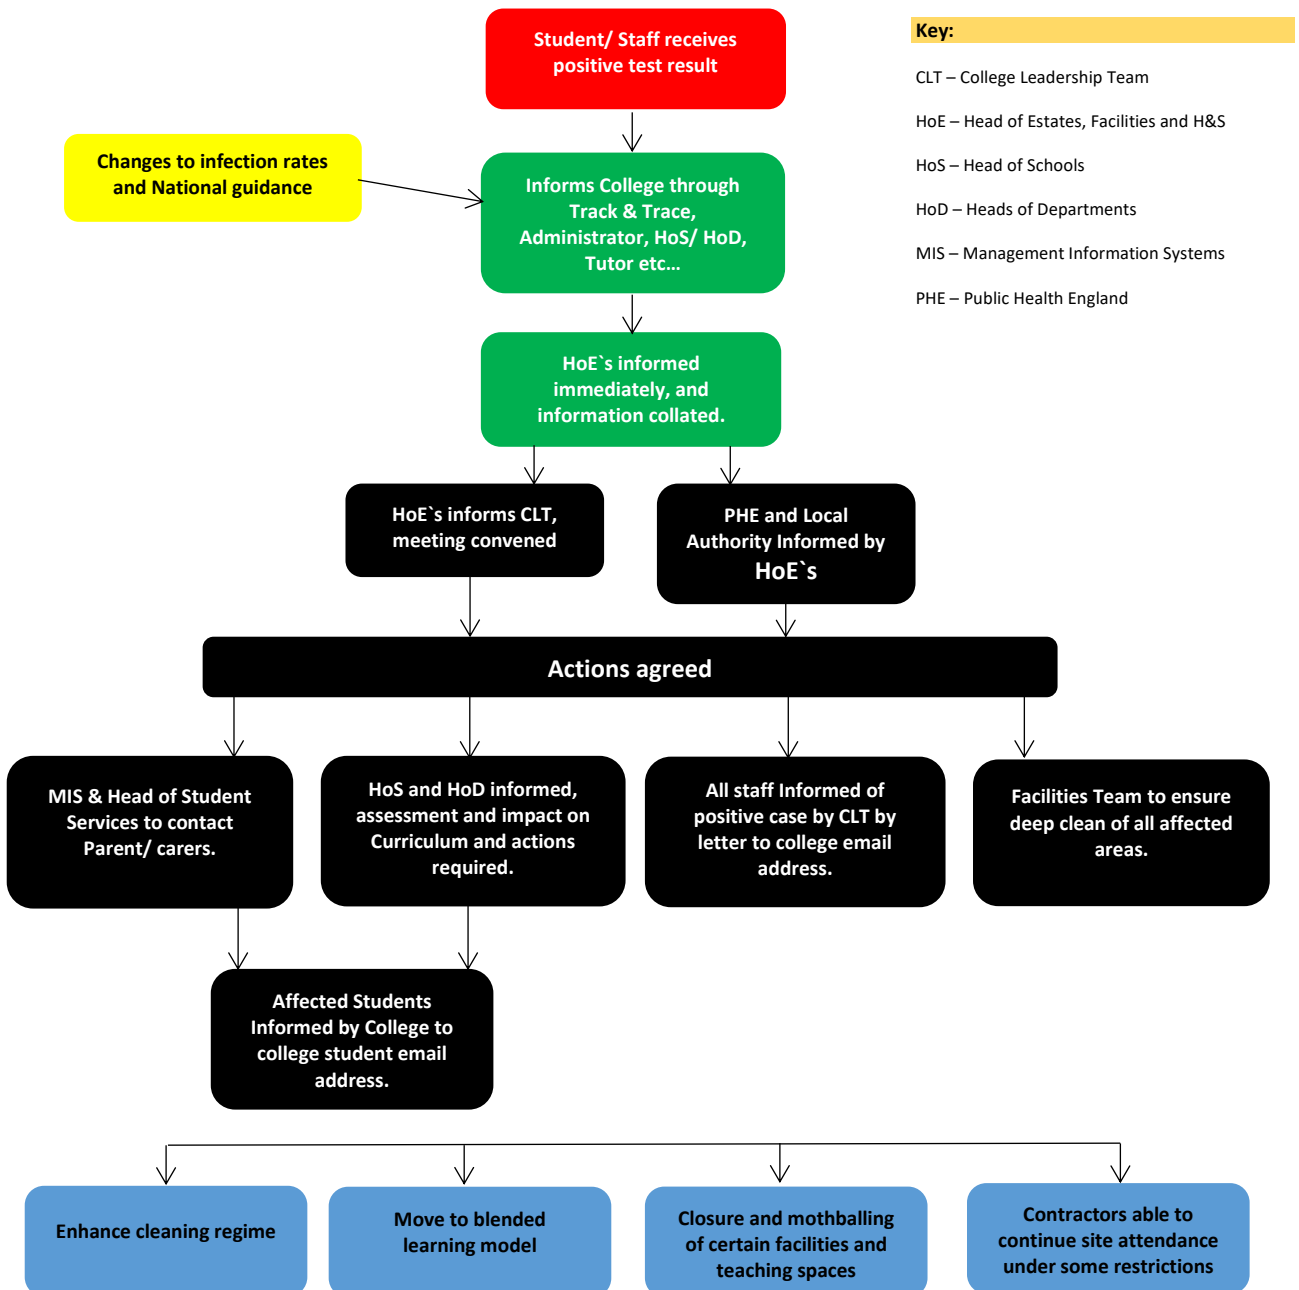 Student/ Staff receives
positive test result
Key:
CLT – College Leadership Team
HoE – Head of Estates, Facilities and H&S
HoS – Head of Schools
HoD – Heads of Departments
MIS – Management Information Systems
PHE – Public Health England
Changes to infection rates
and National guidance
Informs College through
Track & Trace,
Administrator, HoS/ HoD,
Tutor etc…
HoE`s informed
immediately, and
information collated.
HoE`s informs CLT,
meeting convened
PHE and Local
Authority Informed by
HoE`s
Actions agreed
MIS & Head of Student
Services to contact
Parent/ carers.
HoS and HoD informed,
assessment and impact on
Curriculum and actions
required.
All staff Informed of
positive case by CLT by
letter to college email
address.
Facilities Team to ensure
deep clean of all affected
areas.
Affected Students
Informed by College to
college student email
address.
Enhance cleaning regime
Move to blended
learning model
Closure and mothballing
of certain facilities and
teaching spaces
Contractors able to
continue site attendance
under some restrictions